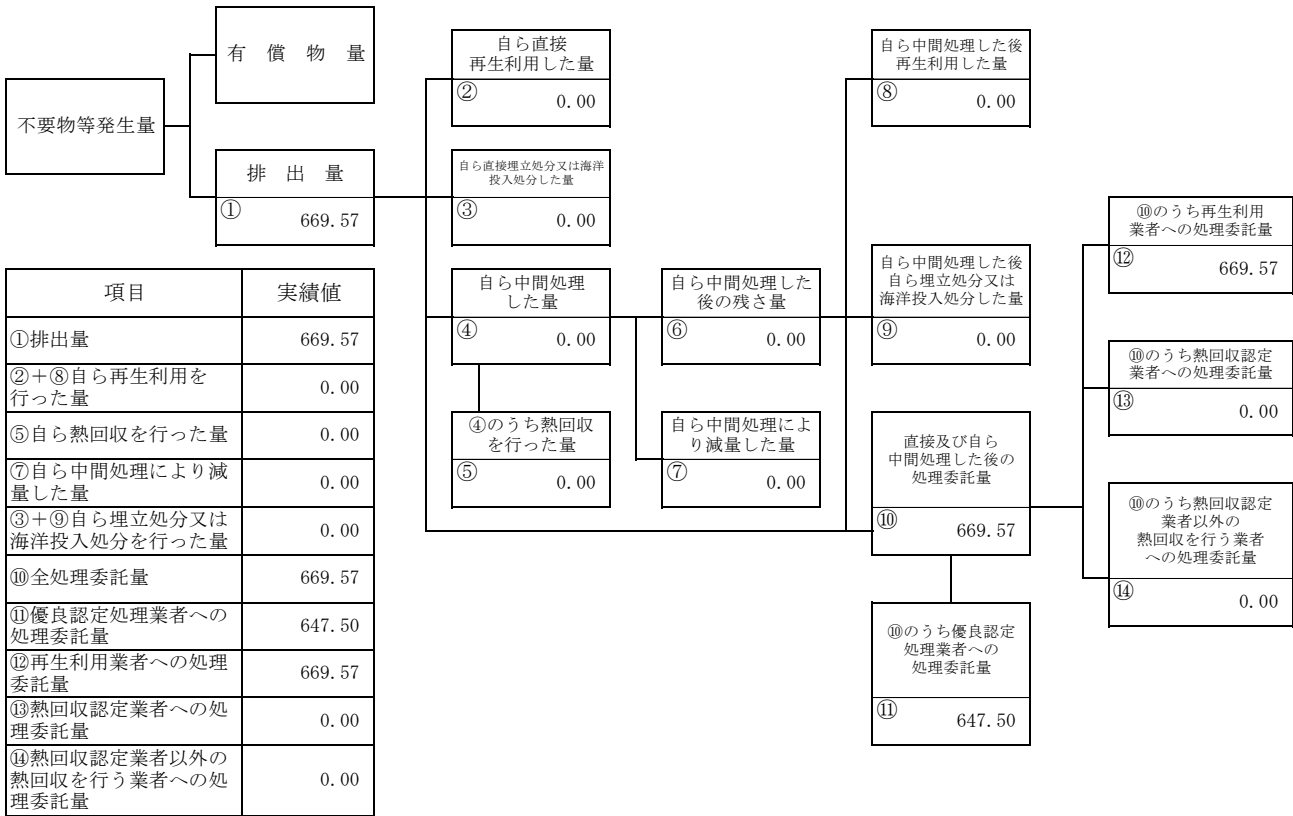 不要物等発生量
有 償 物 量
排 出 量
①
669.57
自ら直接
再生利用した量
②
0.00
自ら直接埋立処分又は海洋
投入処分した量
③
0.00
自ら中間処理
した量
④
0.00
④のうち熱回収
を行った量
⑤
0.00
自ら中間処理した
後の残さ量
⑥
0.00
自ら中間処理によ
り減量した量
⑦
0.00
自ら中間処理した後
再生利用した量
⑧
0.00
自ら中間処理した後
自ら埋立処分又は
海洋投入処分した量
⑨
0.00
直接及び自ら
中間処理した後の
処理委託量
⑩
669.57
⑩のうち優良認定
処理業者への
処理委託量
⑪
647.50
⑩のうち再生利用
業者への処理委託量
⑫
669.57
⑩のうち熱回収認定
業者への処理委託量
⑬
0.00
⑩のうち熱回収認定
業者以外の
熱回収を行う業者
への処理委託量
⑭
0.00
項目 実績値
①排出量 669.57
②+⑧自ら再生利用を
行った量 0.00
⑤自ら熱回収を行った量 0.00
⑦自ら中間処理により減
量した量 0.00
③+⑨自ら埋立処分又は
海洋投入処分を行った量 0.00
⑩全処理委託量 669.57
⑪優良認定処理業者への
処理委託量 647.50
⑫再生利用業者への処理
委託量 669.57
⑬熱回収認定業者への処
理委託量 0.00
⑭熱回収認定業者以外の
熱回収を行う業者への処
理委託量 0.00